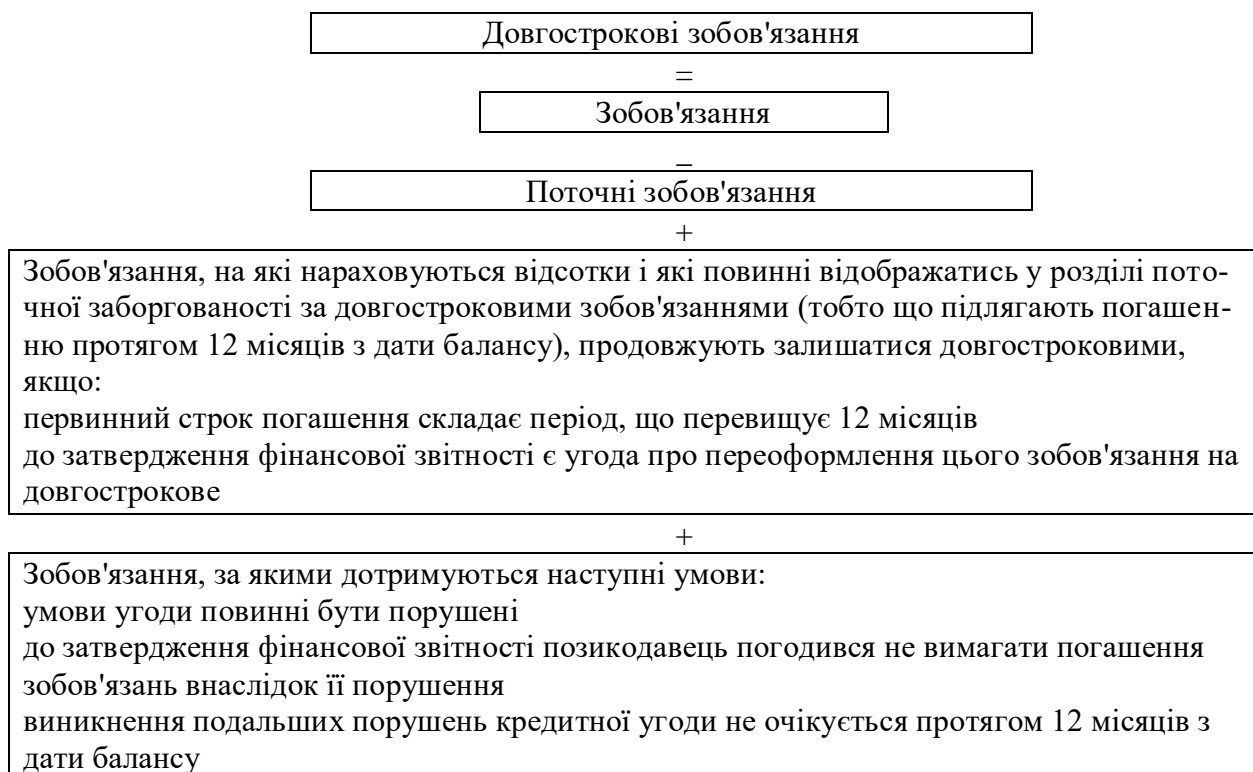 Довгострокові зобов'язання
=
Зобов'язання
–
Поточні зобов'язання
+
Зобов'язання, на які нараховуються відсотки і які повинні відображатись у розділі пото-
чної заборгованості за довгостроковими зобов'язаннями (тобто що підлягають погашен-
ню протягом 12 місяців з дати балансу), продовжують залишатися довгостроковими,
якщо:
первинний строк погашення складає період, що перевищує 12 місяців
до затвердження фінансової звітності є угода про переоформлення цього зобов'язання на
довгострокове
+
Зобов'язання, за якими дотримуються наступні умови:
умови угоди повинні бути порушені
до затвердження фінансової звітності позикодавець погодився не вимагати погашення
зобов'язань внаслідок її порушення
виникнення подальших порушень кредитної угоди не очікується протягом 12 місяців з
дати балансу